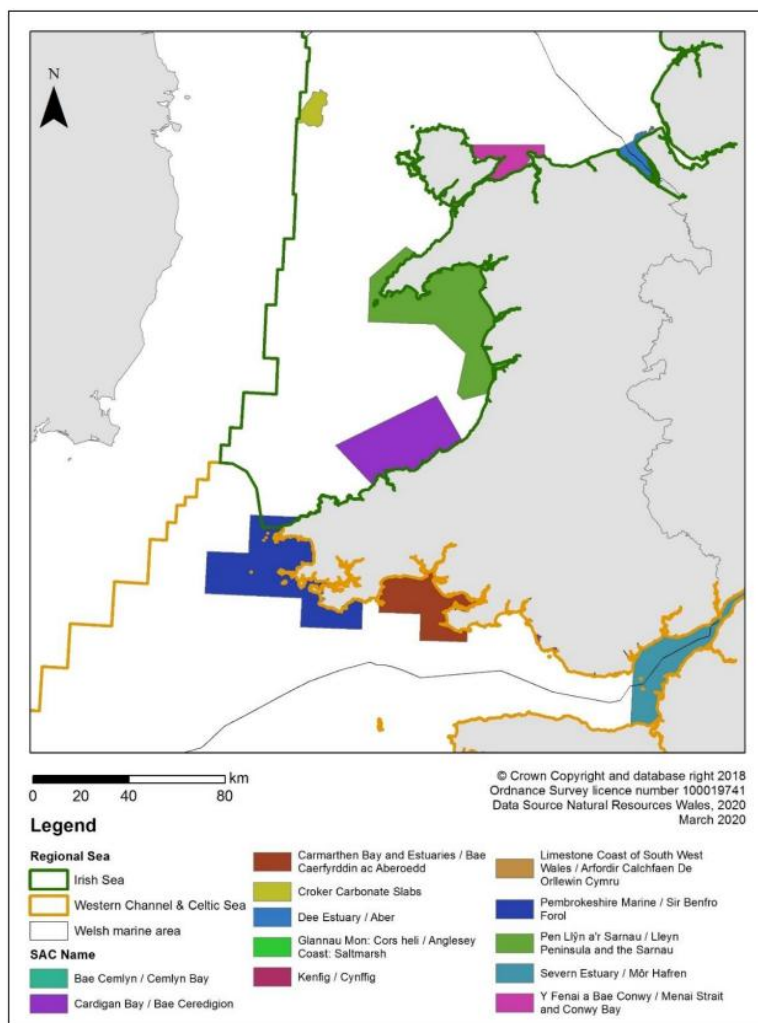 N
km
0 20 40 80
© Crown Copyright and database right 2018
Ordnance Survey licence number 100019741
Data Source Natural Resources Wales, 2020
March 2020
Legend
Regional Sea
Irish Sea
Western Channel & Celtic Sea
Welsh marine area
SAC Name
Bae Cemlyn / Cemlyn Bay
Cardigan Bay / Bae Ceredigion
Carmarthen Bay and Estuaries / Bae
Caerfyrddin ac Aberoedd
Croker Carbonate Slabs
Dee Estuary / Aber
Glannau Mon: Cors heli / Anglesey
Coast: Saltmarsh
Kenfig / Cynffig
Limestone Coast of South West
Wales / Arfordir Calchfaen De
Orllewin Cymru
Pembrokeshire Marine / Sir Benfro
Forol
Pen Llŷn a'r Sarnau / Lleyn
Peninsula and the Sarnau
Severn Estuary / Môr Hafren
Y Fenai a Bae Conwy / Menai Strait
and Conwy Bay